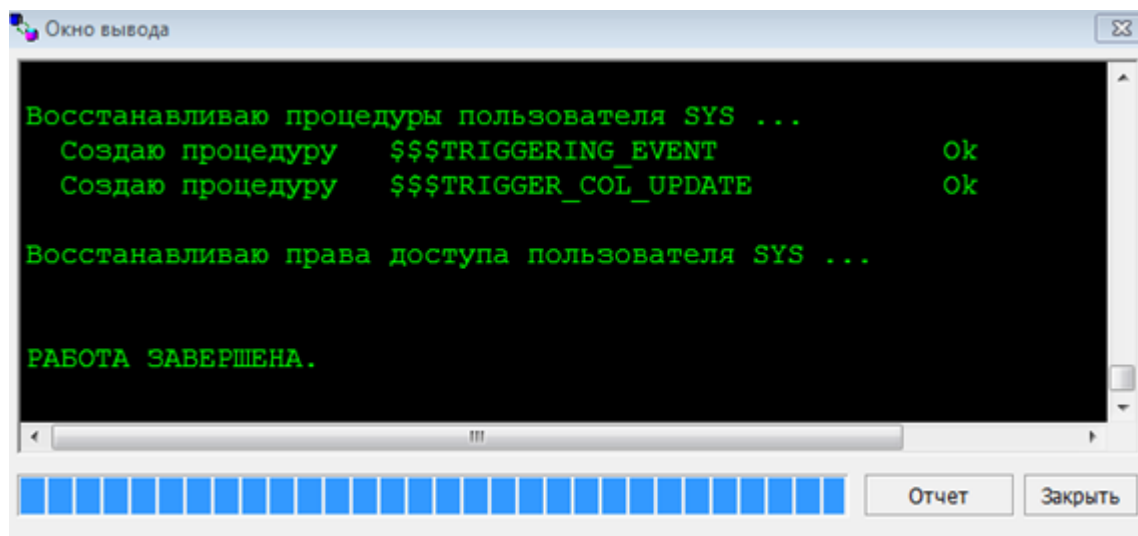 Окно вывода
Восстанавливаю процедуры пользователя SYS ...
Создаю процедуру $$$TRIGGERING_EVENT Ok
Создаю процедуру $$$TRIGGER_COL_UPDATE Ok
Восстанавливаю права доступа пользователя SYS ...
РАБОТА ЗАВЕРШЕНА.
Отчет Закрыть